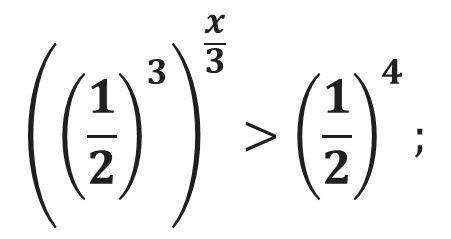 ((1/2)^3)^(x/3) > (1/2)^4 ;